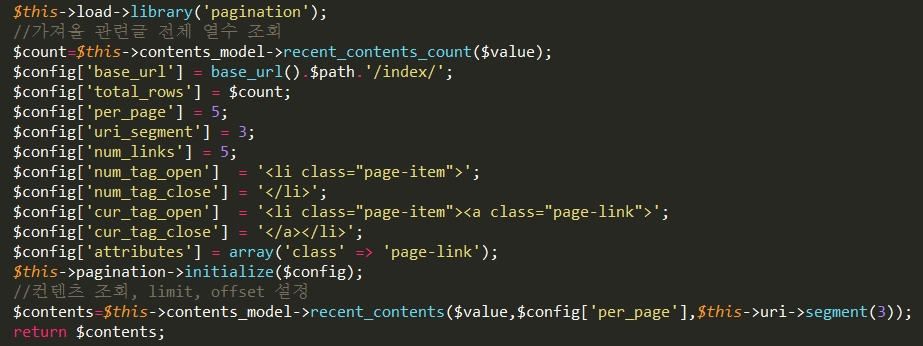 $this->load->library('pagination');
//가져올 관련글 전체 열수 조회
$count=$this->contents_model->recent_contents_count($value);
$config['base_url'] = base_url().$path.'/index/';
$config['total_rows'] = $count;
$config['per_page'] = 5;
$config['uri_segment'] = 3;
$config['num_links'] = 5;
$config['num_tag_open']  = '<li class="page-item">';
$config['num_tag_close'] = '</li>';
$config['cur_tag_open']  = '<li class="page-item"><a class="page-link">';
$config['cur_tag_close'] = '</a></li>';
$config['attributes'] = array('class' => 'page-link');
$this->pagination->initialize($config);
//컨텐츠 조회, limit, offset 설정
$contents=$this->contents_model->recent_contents($value,$config['per_page'],$this->uri->segment(3));
return $contents;